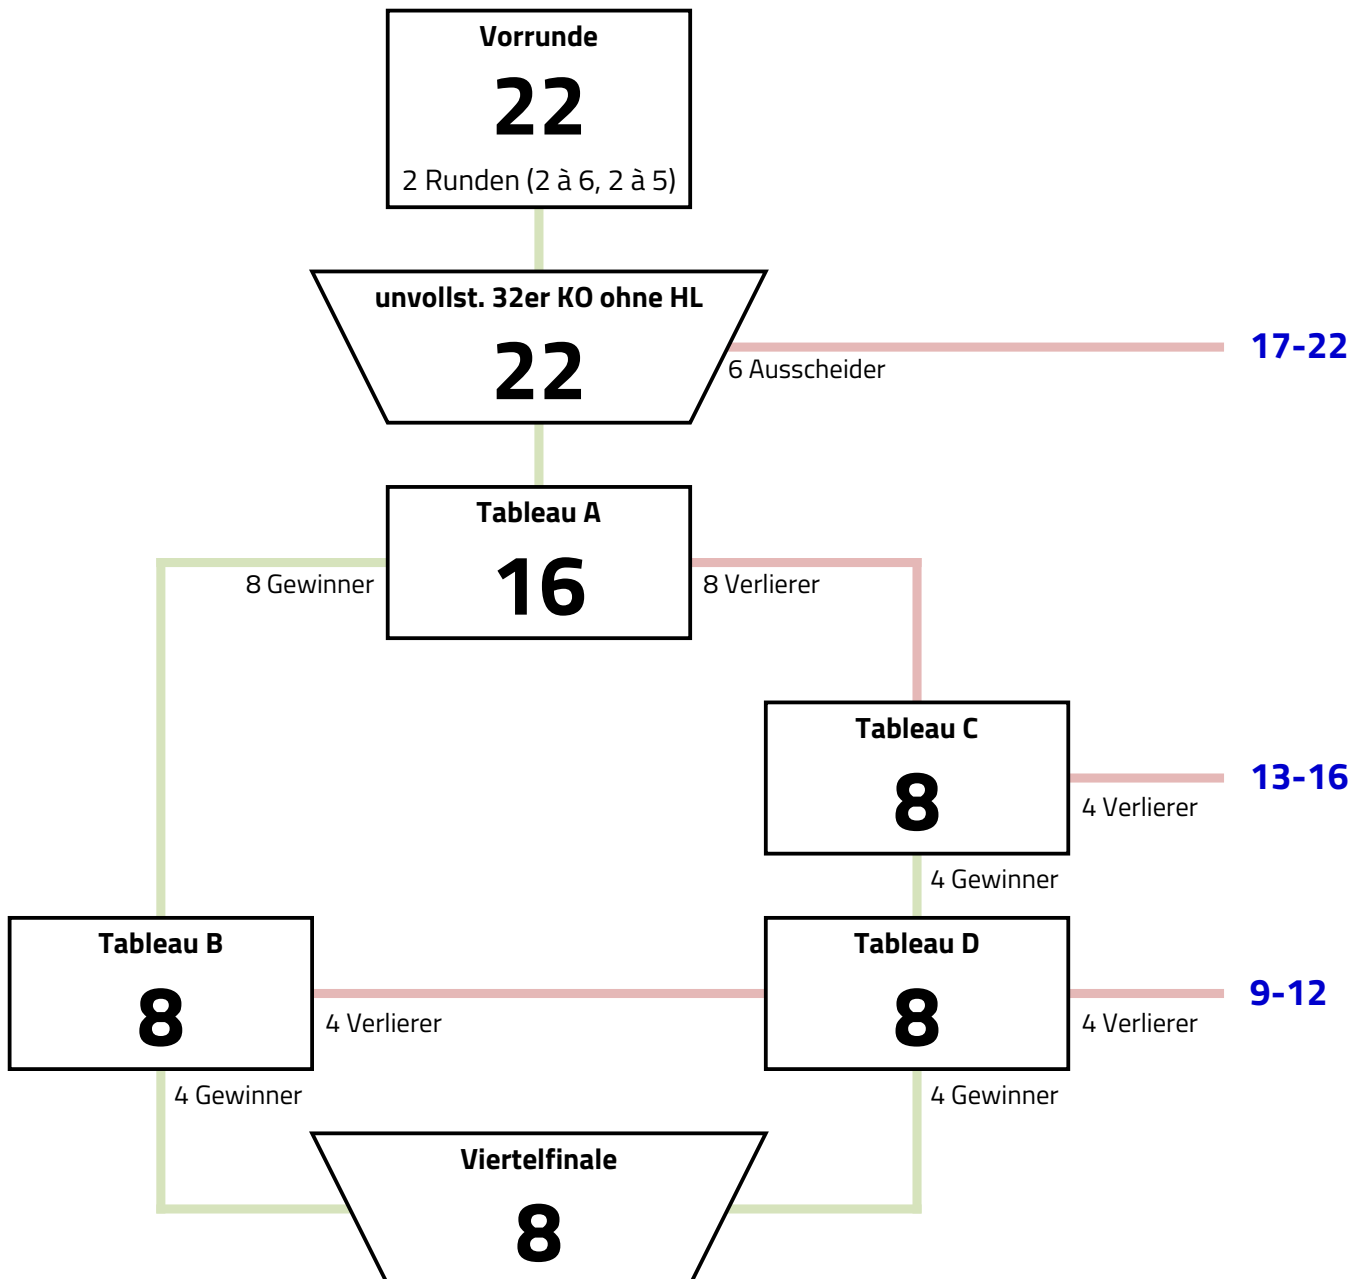 Vorrunde
22
2 Runden (2 à 6, 2 à 5)
unvollst. 32er KO ohne HL
22
6 Ausscheider
17-22
Tableau A
16
8 Gewinner
8 Verlierer
Tableau C
8
4 Verlierer
13-16
4 Gewinner
Tableau B
8
4 Verlierer
4 Gewinner
Tableau D
8
4 Verlierer
9-12
4 Gewinner
Viertelfinale
8